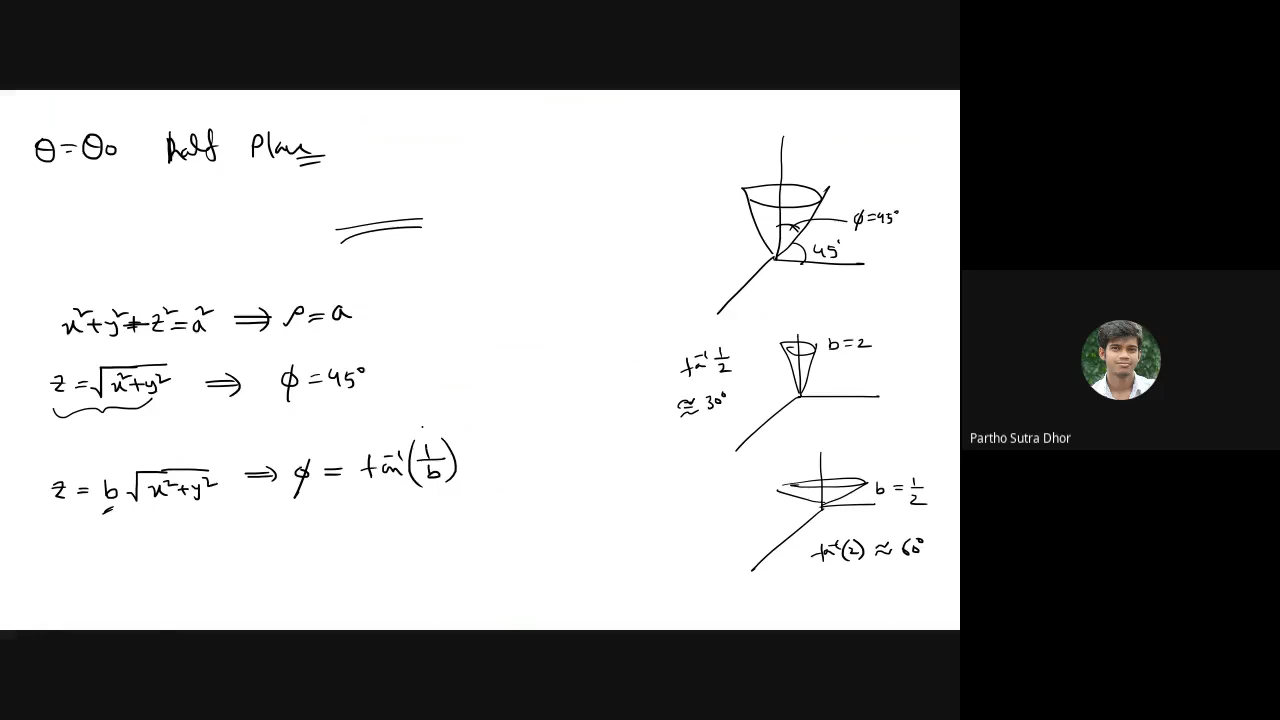 θ=θ₀ half Plane
x²+y²+z²=a² ⟹ ρ=a
z=√x²+y² ⟹ ϕ=45°
z = b√x²+y² ⟹ ϕ = tan⁻¹(1/b)
ϕ=45°
45°
b=2
tan⁻¹ 1/2
≈ 30°
b = 1/2
tan⁻¹(2) ≈ 60°
Partho Sutra Dhor